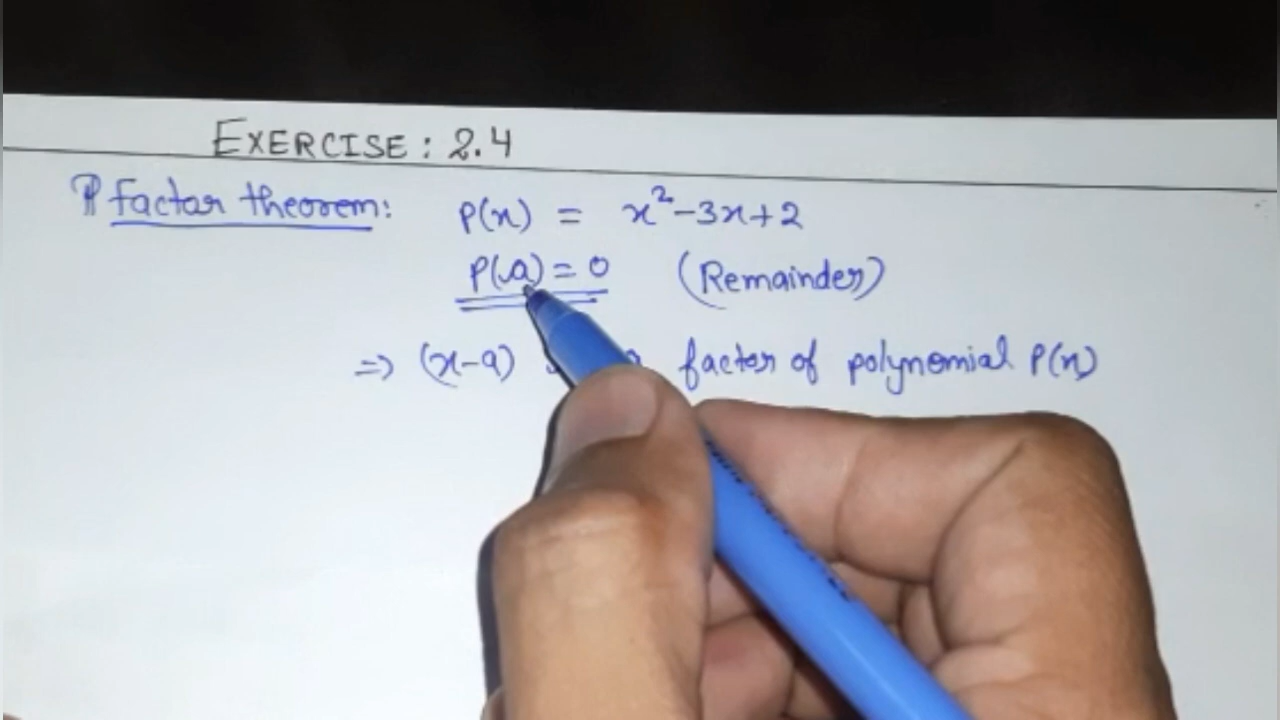 EXERCISE: 2.4
factor theorem: P(x) = x²-3x+2
P(a) = 0 (Remainder)
=> (x-a) factor of polynomial P(x)